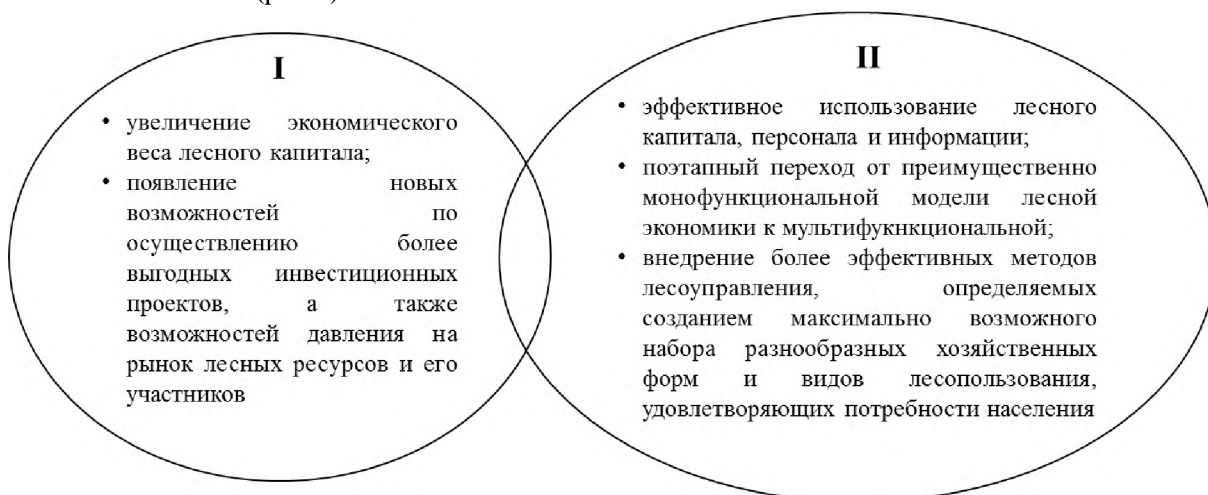 I
• увеличение экономического
веса лесного капитала;
• появление новых
возможностей по
осуществлению более
выгодных инвестиционных
проектов, а также
возможностей давления на
рынок лесных ресурсов и его
участников
II
• эффективное использование лесного
капитала, персонала и информации;
• поэтапный переход от преимущественно
монофункциональной модели лесной
экономики к мультифукнкциональной;
• внедрение более эффективных методов
лесоуправления, определяемых
созданием максимально возможного
набора разнообразных хозяйственных
форм и видов лесопользования,
удовлетворяющих потребности населения